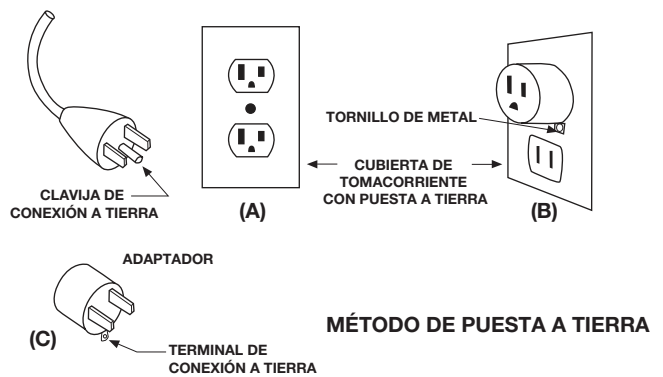 TORNILLO DE METAL
CLAVIJA DE
CONEXIÓN A TIERRA
(A)
CUBIERTA DE
TOMACORRIENTE
CON PUESTA A TIERRA
(B)
ADAPTADOR
(C)
TERMINAL DE
CONEXIÓN A TIERRA
MÉTODO DE PUESTA A TIERRA